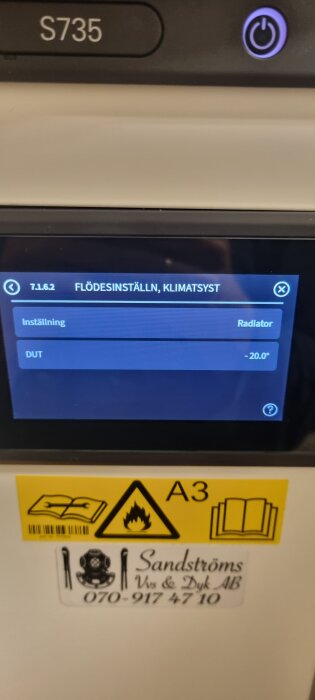 S735
7.1.6.2 FLÖDESINSTÄLLN, KLIMATSYST
Inställning Radiator
DUT -20.0°
A3
Sandströms
Vvs & Dyk AB
070-917 47 10